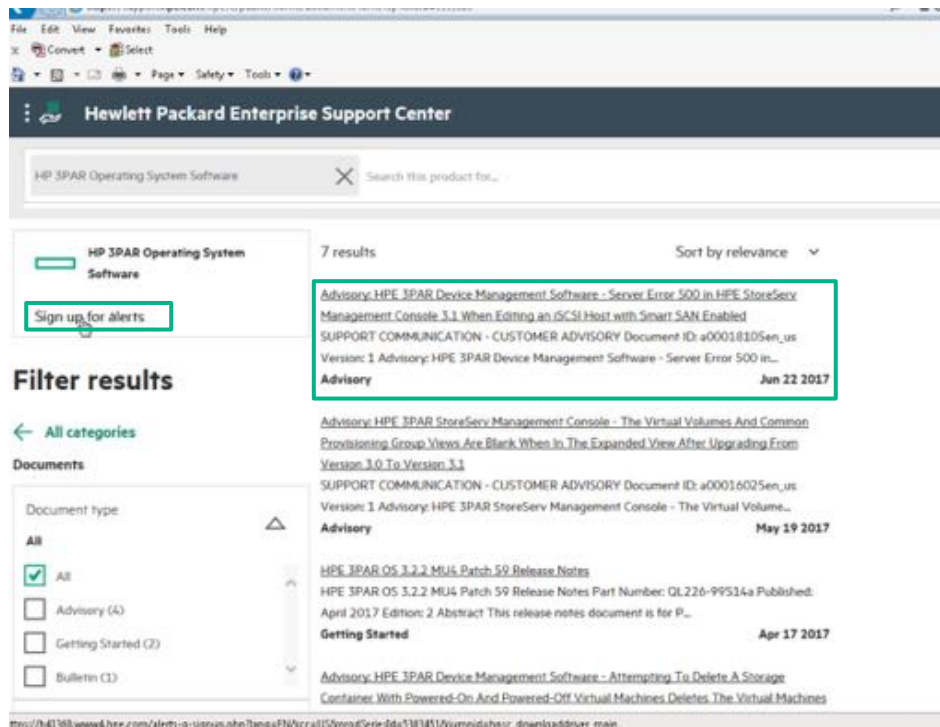 File Edit View Favorites Tools Help
x Convert Select
Page Safety Tools
Hewlett Packard Enterprise Support Center
HP 3PAR Operating System Software
Search this product for...
HP 3PAR Operating System
Software
Sign up for alerts
7 results
Sort by relevance
Advisory: HPE 3PAR Device Management Software - Server Error 500 in HPE StoreServ
Management Console 3.1 When Editing an iSCSI Host with Smart SAN Enabled
SUPPORT COMMUNICATION - CUSTOMER ADVISORY Document ID: a00018105en_us
Version: 1 Advisory: HPE 3PAR Device Management Software - Server Error 500 in...
Advisory Jun 22 2017
Filter results
All categories
Documents
Document type
All
All
Advisory (4)
Getting Started (2)
Bulletin (1)
Advisory: HPE 3PAR StoreServ Management Console - The Virtual Volumes And Common
Provisioning Group Views Are Blank When In The Expanded View After Upgrading From
Version 3.0 To Version 3.1
SUPPORT COMMUNICATION - CUSTOMER ADVISORY Document ID: a00016025en_us
Version: 1 Advisory: HPE 3PAR StoreServ Management Console - The Virtual Volume...
Advisory May 19 2017
HPE 3PAR OS 3.2.2 MU4 Patch 59 Release Notes
HPE 3PAR OS 3.2.2 MU4 Patch 59 Release Notes Part Number: QL226-99514a Published:
April 2017 Edition: 2 Abstract This release notes document is for P...
Getting Started Apr 17 2017
Advisory: HPE 3PAR Device Management Software - Attempting To Delete A Storage
Container With Powered-On And Powered-Off Virtual Machines Deletes The Virtual Machines